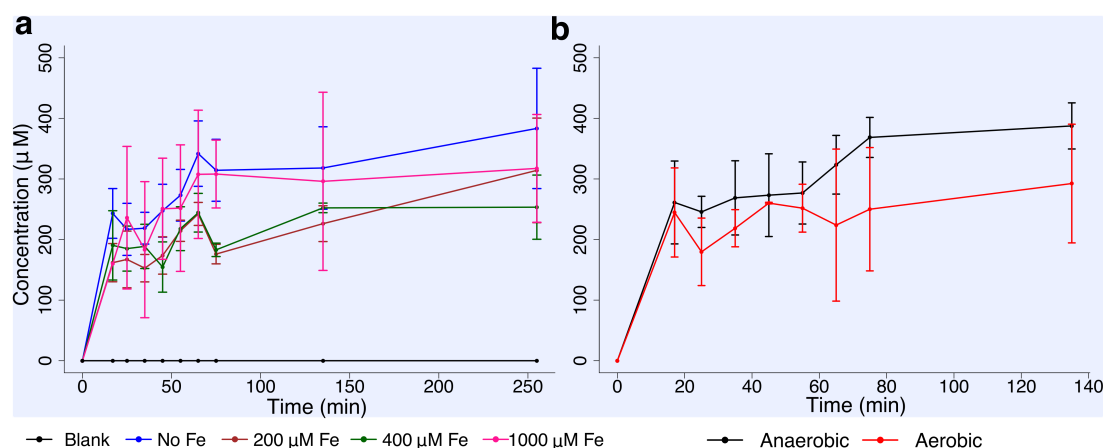 a
b
Concentration (µ M)
500
400
300
200
100
0
0
50
100
150
200
250
Time (min)
500
400
300
200
100
0
0
20
40
60
80
100
120
140
Time (min)
Blank
No Fe
200 µM Fe
400 µM Fe
1000 µM Fe
Anaerobic
Aerobic